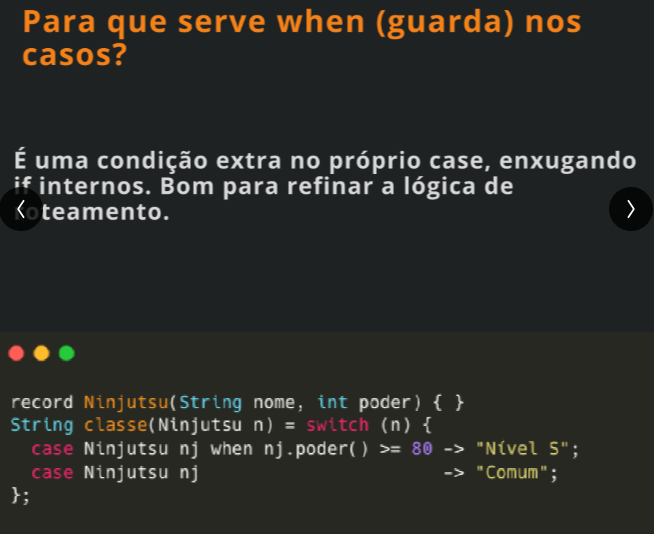 Para que serve when (guarda) nos
casos?
É uma condição extra no próprio case, enxugando
if internos. Bom para refinar a lógica de
roteamento.
record Ninjutsu(String nome, int poder) { }
String classe(Ninjutsu n) = switch (n) {
  case Ninjutsu nj when nj.poder() >= 80 -> "Nível S";
  case Ninjutsu nj                       -> "Comum";
};